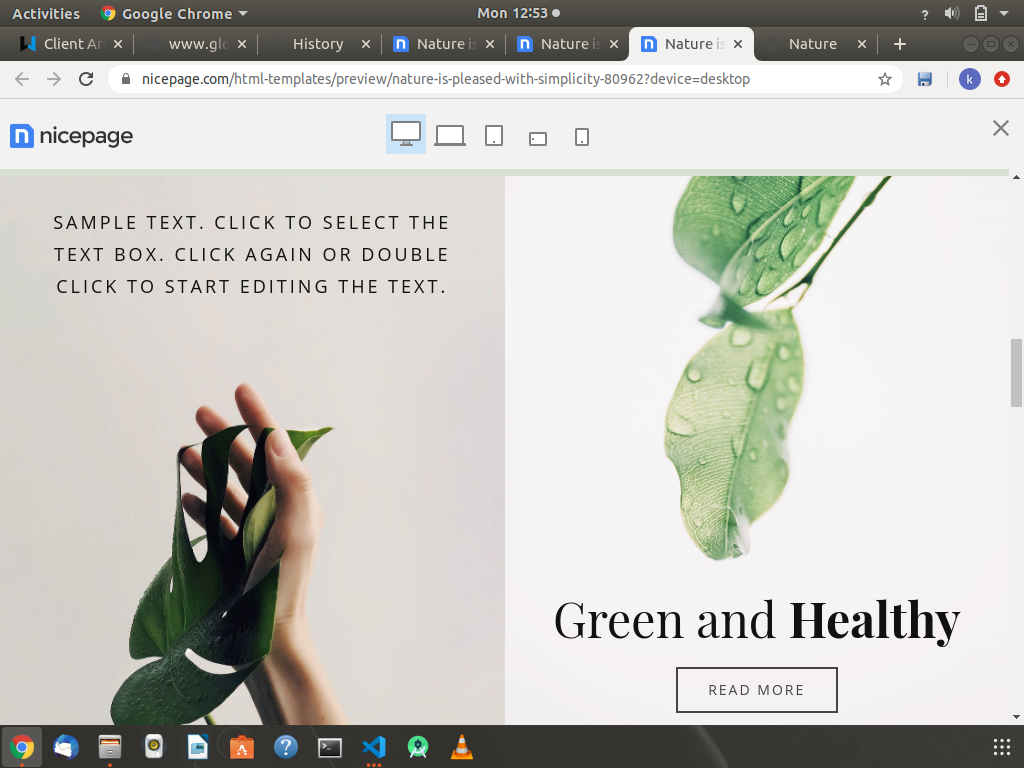 Activities
Google Chrome
Mon 12:53
?
Client Ar
www.glo
History
Nature is
Nature is
Nature is
Nature
nicepage.com/html-templates/preview/nature-is-pleased-with-simplicity-80962?device=desktop
k
nicepage
SAMPLE TEXT. CLICK TO SELECT THE
TEXT BOX. CLICK AGAIN OR DOUBLE
CLICK TO START EDITING THE TEXT.
Green and Healthy
READ MORE